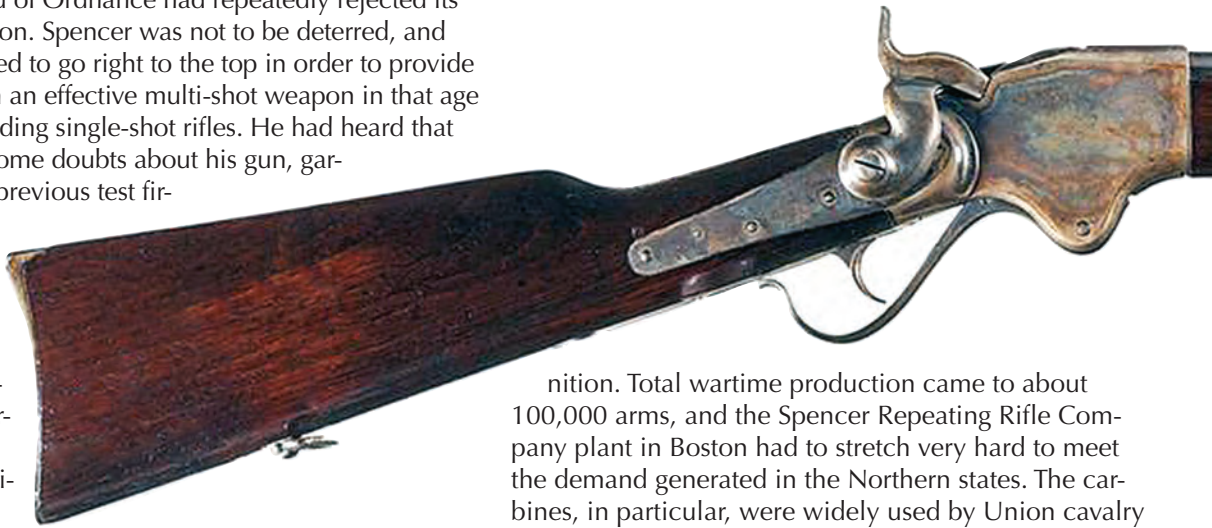 of Ordnance had repeatedly rejected its
on. Spencer was not to be deterred, and
ed to go right to the top in order to provide
an effective multi-shot weapon in that age
ding single-shot rifles. He had heard that
ome doubts about his gun, gar-
previous test fir-
nition. Total wartime production came to about
100,000 arms, and the Spencer Repeating Rifle Com-
pany plant in Boston had to stretch very hard to meet
the demand generated in the Northern states. The car-
bines, in particular, were widely used by Union cavalry